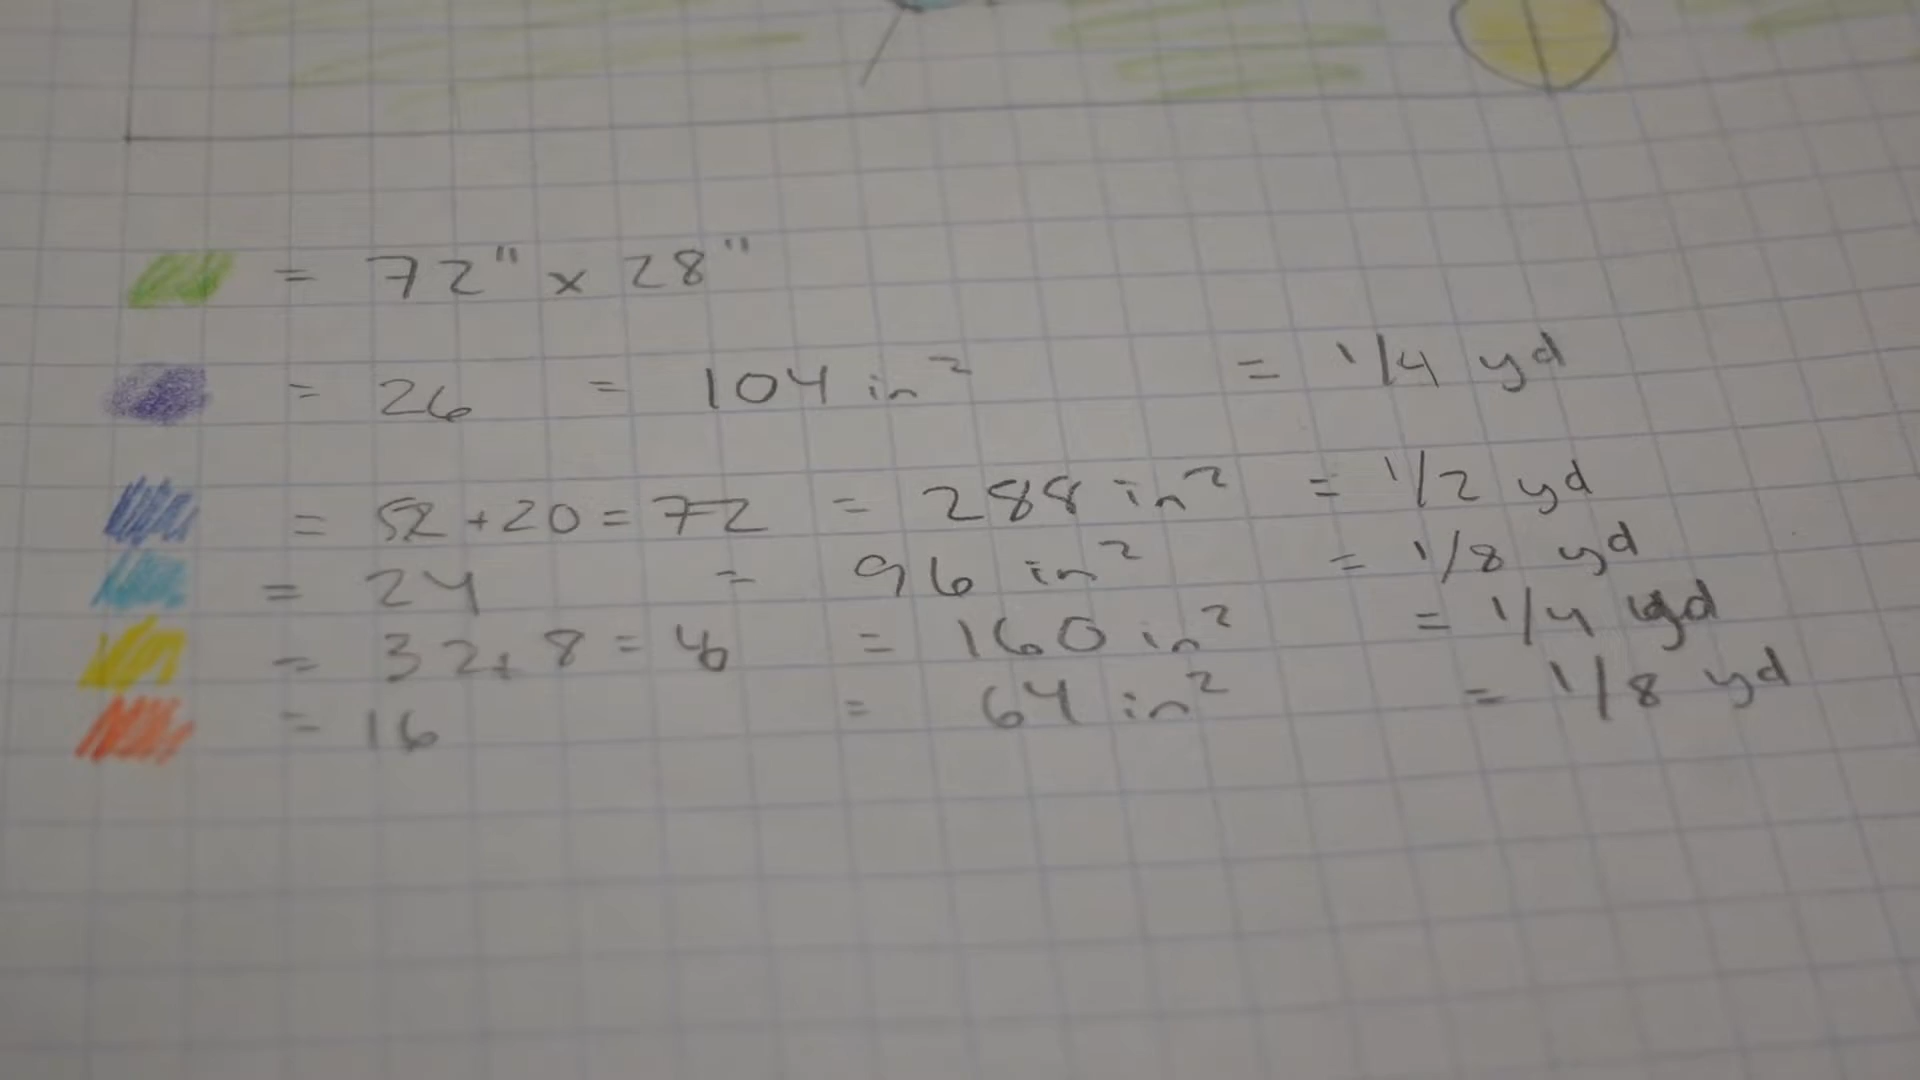 = 72" x 28"
= 26 = 104 in² = 1/4 yd
= 52 + 20 = 72 = 288 in² = 1/2 yd
= 24 = 96 in² = 1/8 yd
= 32 + 8 = 40 = 160 in² = 1/4 yd
= 16 = 64 in² = 1/8 yd